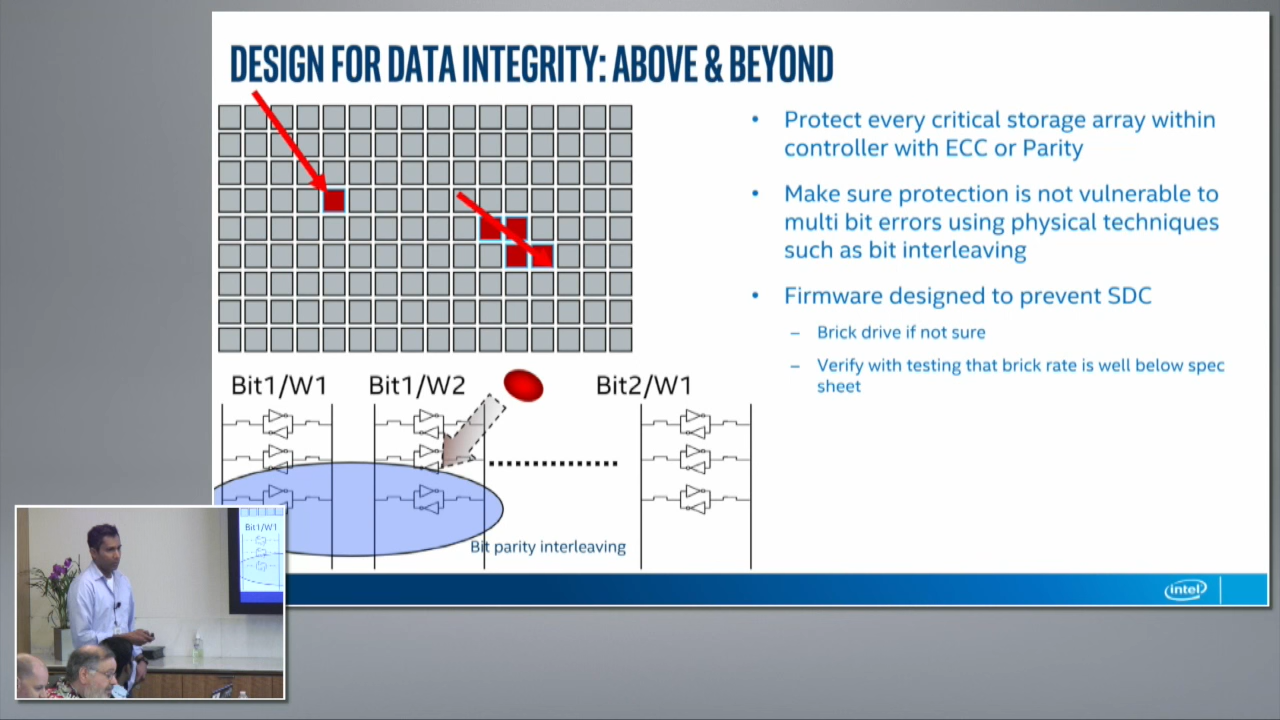 DESIGN FOR DATA INTEGRITY: ABOVE & BEYOND
• Protect every critical storage array within
controller with ECC or Parity
• Make sure protection is not vulnerable to
multi bit errors using physical techniques
such as bit interleaving
• Firmware designed to prevent SDC
– Brick drive if not sure
– Verify with testing that brick rate is well below spec
sheet
Bit1/W1 Bit1/W2 Bit2/W1
Bit parity interleaving
intel
Bit1/W1